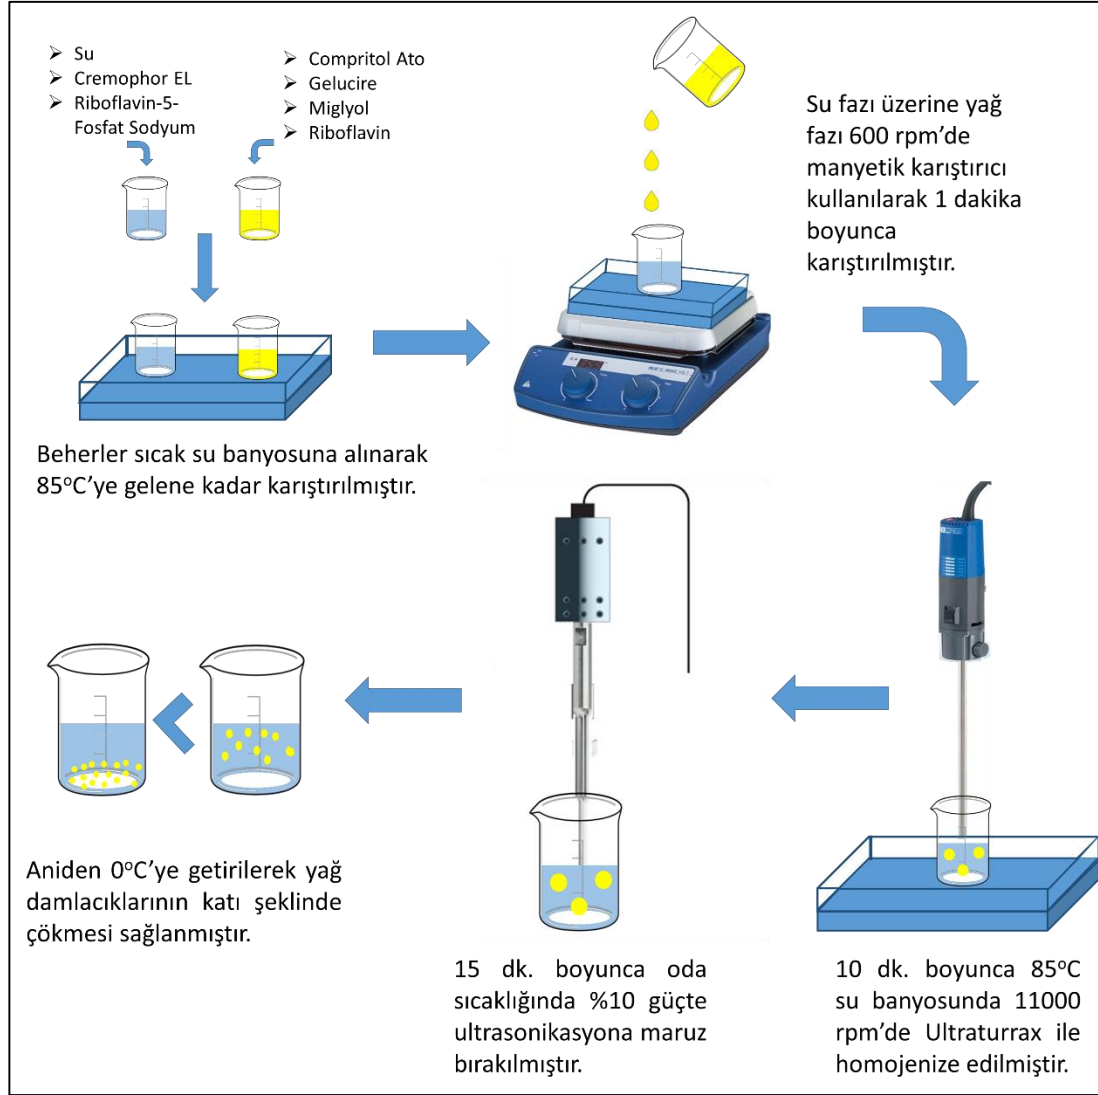 ➢ Su
➢ Cremophor EL
➢ Riboflavin-5-
Fosfat Sodyum
➢ Compritol Ato
➢ Gelucire
➢ Miglyol
➢ Riboflavin
Su fazı üzerine yağ
fazı 600 rpm’de
manyetik karıştırıcı
kullanılarak 1 dakika
boyunca
karıştırılmıştır.
Beherler sıcak su banyosuna alınarak
85°C’ye gelene kadar karıştırılmıştır.
10 dk. boyunca 85°C
su banyosunda 11000
rpm’de Ultraturrax ile
homojenize edilmiştir.
15 dk. boyunca oda
sıcaklığında %10 güçte
ultrasonikasyona maruz
bırakılmıştır.
Aniden 0°C’ye getirilerek yağ
damlacıklarının katı şeklinde
çökmesi sağlanmıştır.